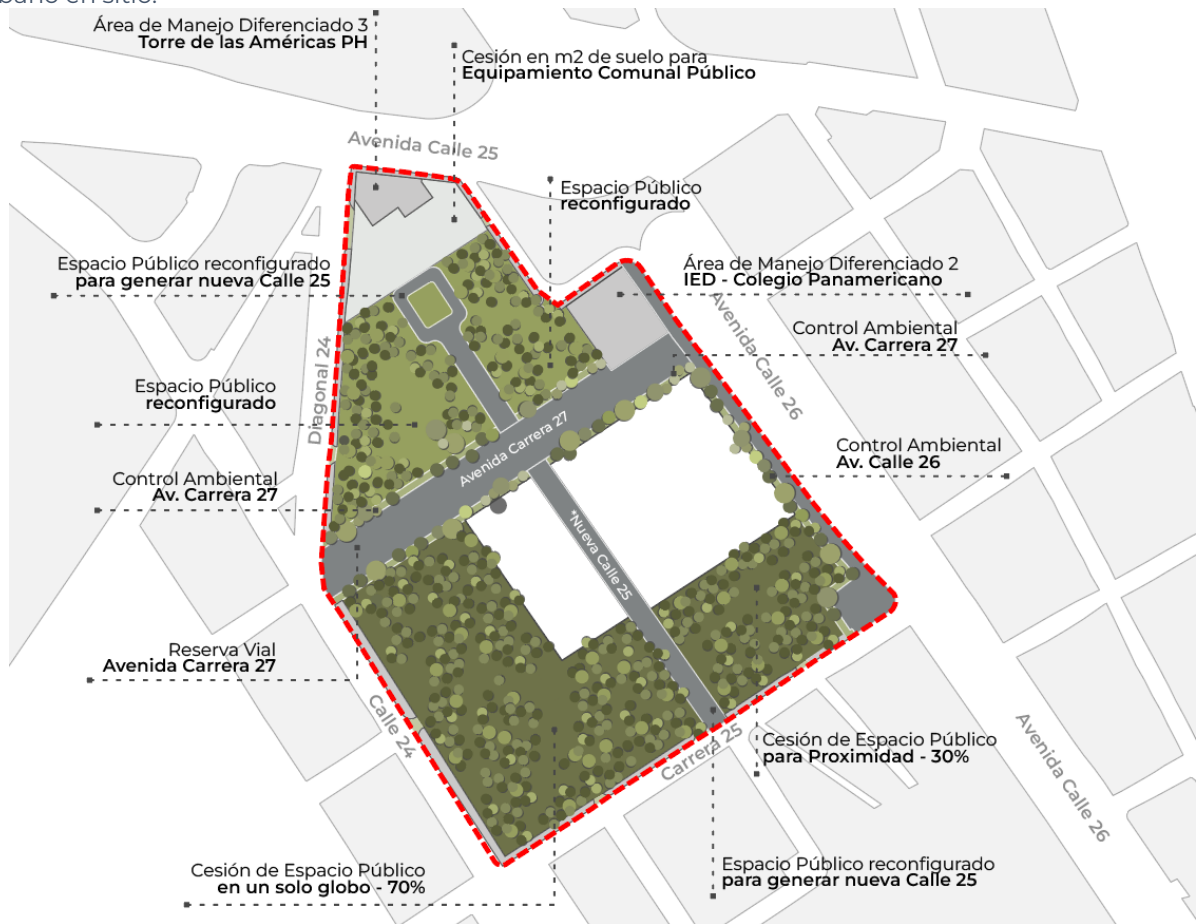 Área de Manejo Diferenciado 3
Torre de las Américas PH
Cesión en m2 de suelo para
Equipamiento Comunal Público
Avenida Calle 25
Espacio Público
reconfigurado
Espacio Público reconfigurado
para generar nueva Calle 25
Área de Manejo Diferenciado 2
IED - Colegio Panamericano
Avenida Calle 26
Control Ambiental
Av. Carrera 27
Diagonal 24
Espacio Público
reconfigurado
Avenida Carrera 27
Control Ambiental
Av. Calle 26
Control Ambiental
Av. Carrera 27
*Nueva Calle 25
Reserva Vial
Avenida Carrera 27
Calle 24
Carrera 25
Cesión de Espacio Público
para Proximidad - 30%
Avenida Calle 26
Cesión de Espacio Público
en un solo globo - 70%
Espacio Público reconfigurado
para generar nueva Calle 25